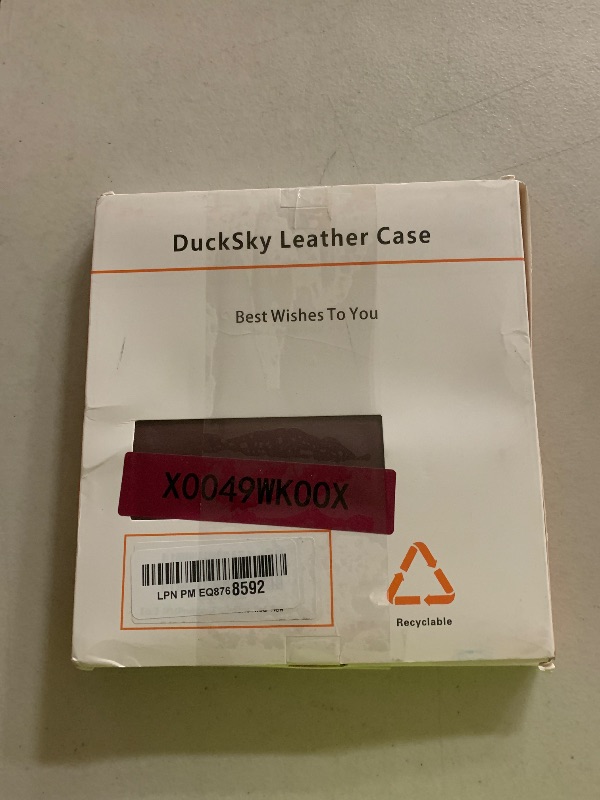 DuckSky Leather Case
Best Wishes To You
X0049WK00X
LPN PM EQ8768592
Recyclable